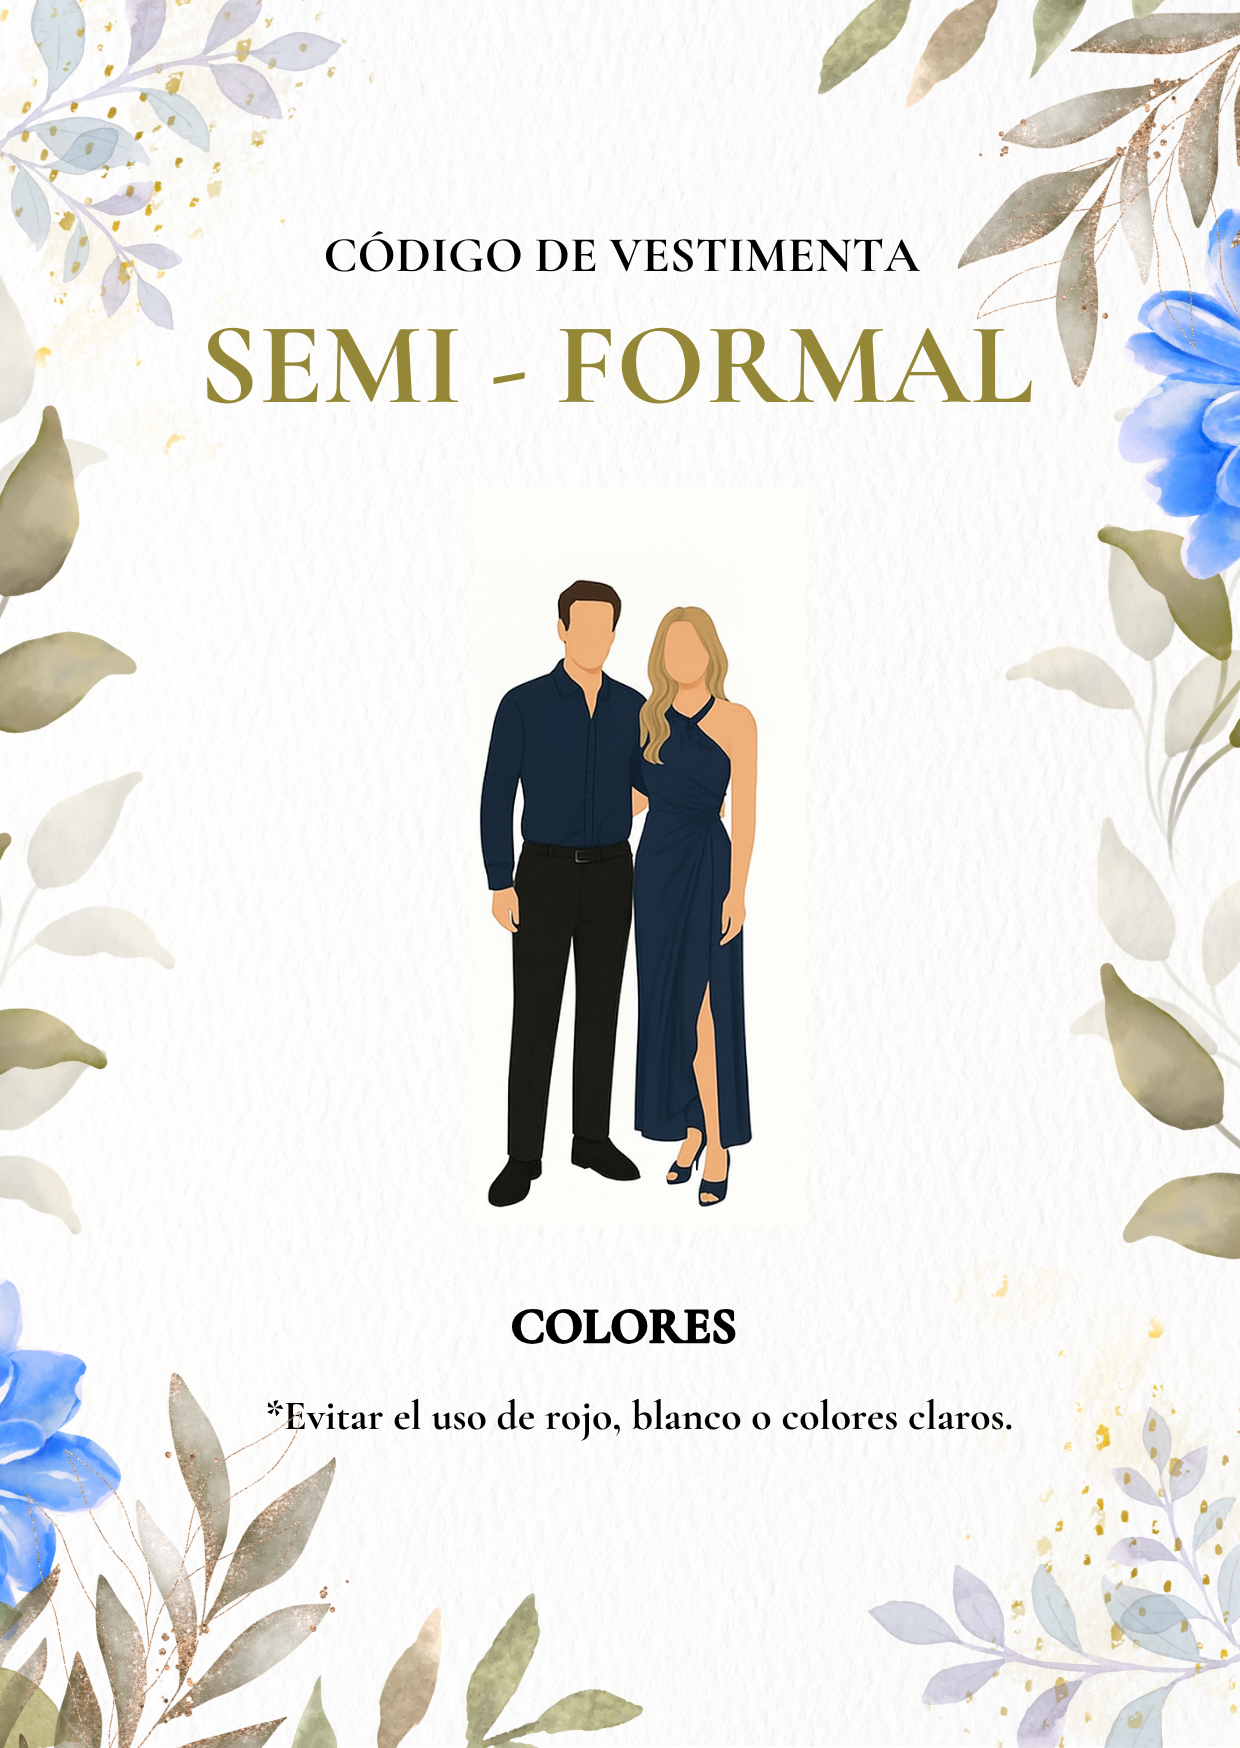 CÓDIGO DE VESTIMENTA
SEMI - FORMAL
COLORES
*Evitar el uso de rojo, blanco o colores claros.